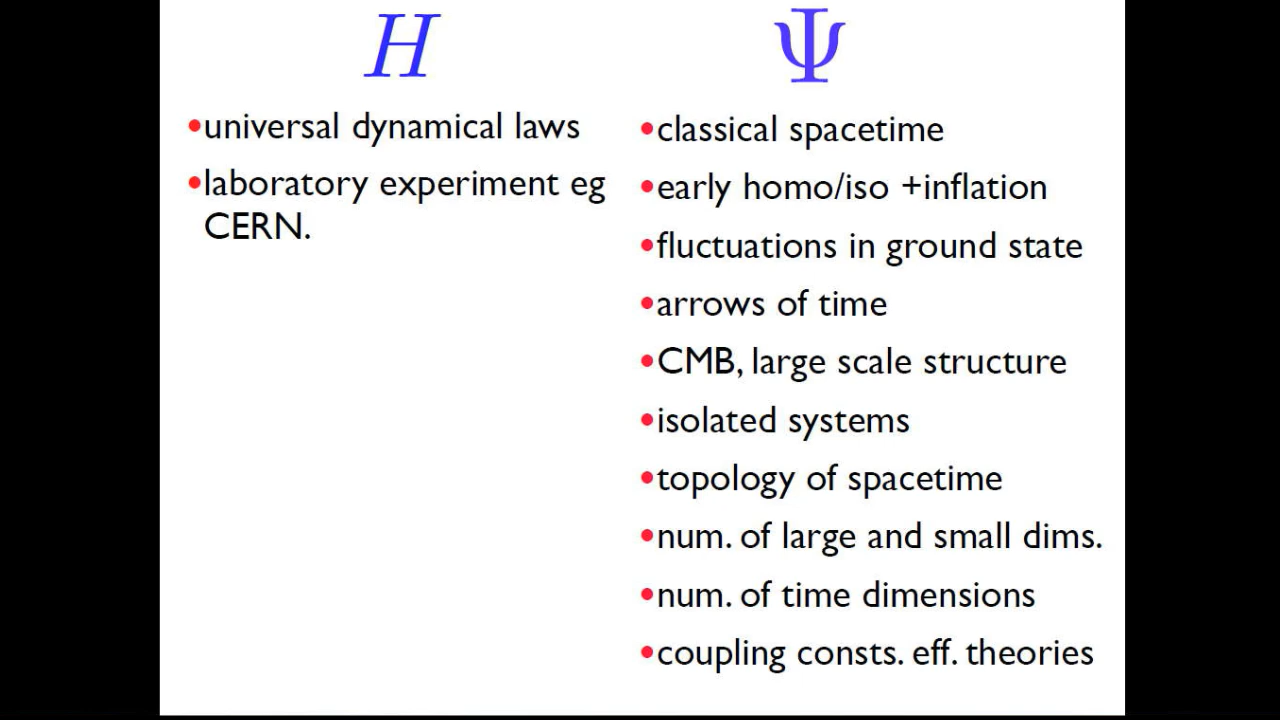 H
•universal dynamical laws
•laboratory experiment eg
CERN.
Ψ
•classical spacetime
•early homo/iso +inflation
•fluctuations in ground state
•arrows of time
•CMB, large scale structure
•isolated systems
•topology of spacetime
•num. of large and small dims.
•num. of time dimensions
•coupling consts. eff. theories